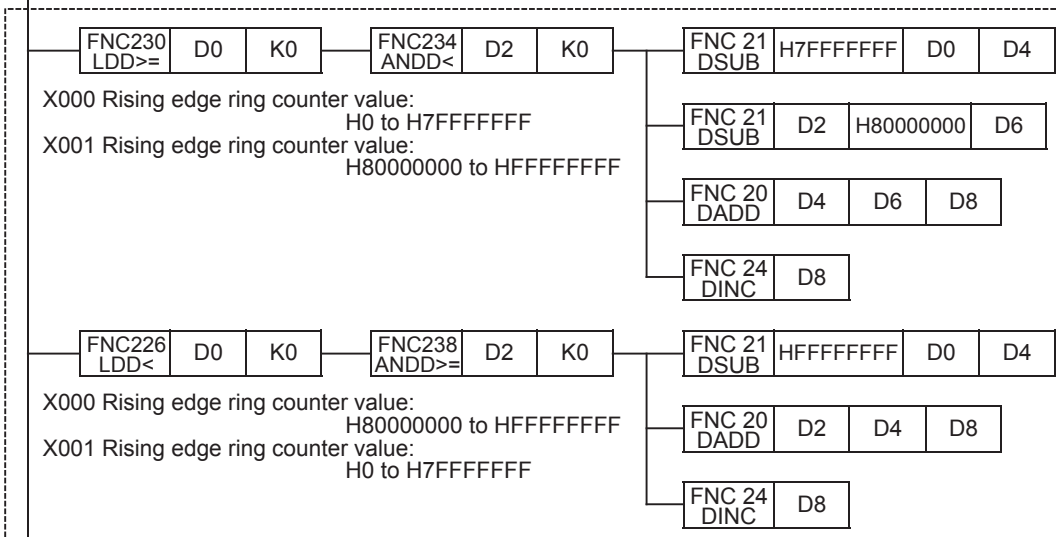 FNC230 LDD>= D0 K0 FNC234 ANDD< D2 K0 FNC 21 DSUB H7FFFFFFF D0 D4
X000 Rising edge ring counter value:
H0 to H7FFFFFFF
X001 Rising edge ring counter value:
H80000000 to HFFFFFFFF
FNC 21 DSUB D2 H80000000 D6
FNC 20 DADD D4 D6 D8
FNC 24 DINC D8
FNC226 LDD< D0 K0 FNC238 ANDD>= D2 K0 FNC 21 DSUB HFFFFFFFF D0 D4
X000 Rising edge ring counter value:
H80000000 to HFFFFFFFF
X001 Rising edge ring counter value:
H0 to H7FFFFFFF
FNC 20 DADD D2 D4 D8
FNC 24 DINC D8